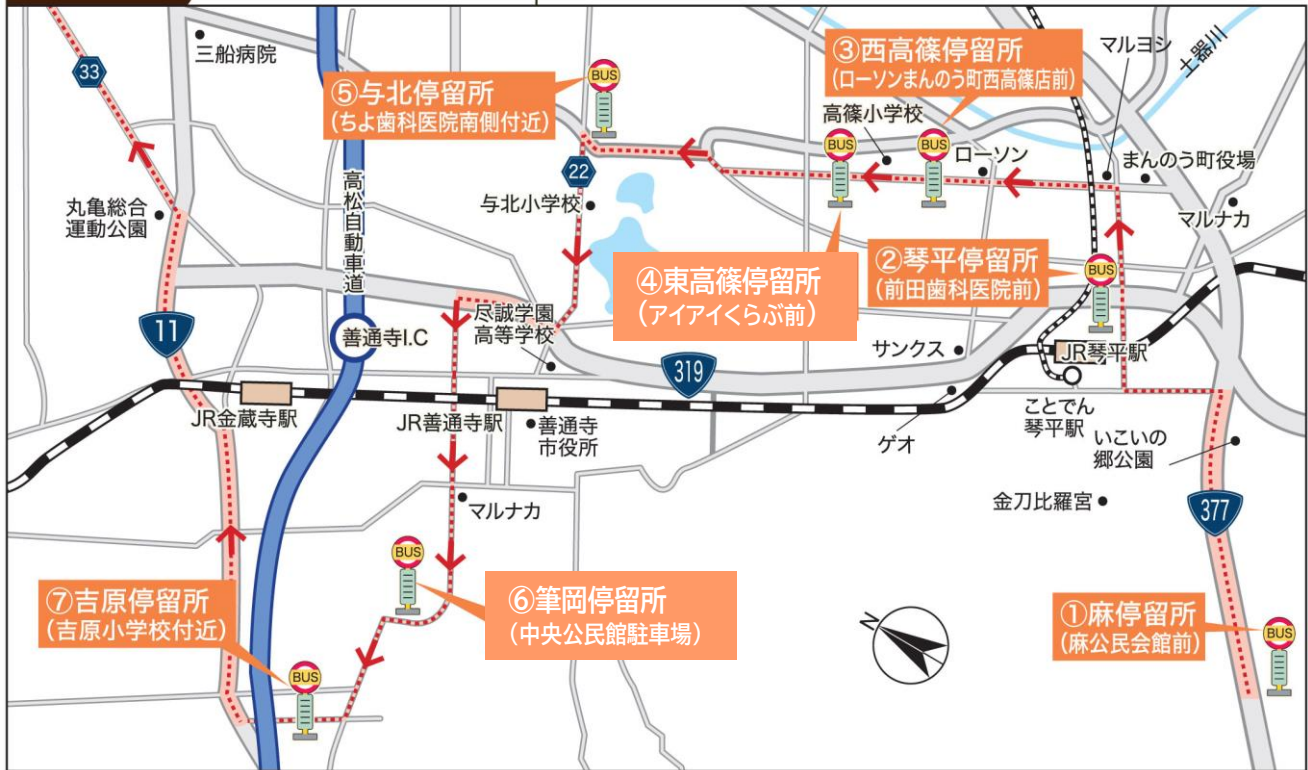 三船病院
33
⑤与北停留所
(ちよ歯科医院南側付近)
BUS
③西高篠停留所
(ローソンまんのう町西高篠店前)
マルヨシ
土器川
高篠小学校
BUS
BUS
ローソン
まんのう町役場
22
与北小学校
マルナカ
高松自動車道
丸亀総合
運動公園
④東高篠停留所
(アイアイくらぶ前)
②琴平停留所
(前田歯科医院前)
BUS
11
善通寺I.C
尽誠学園
高等学校
319
サンクス
JR琴平駅
JR金蔵寺駅
JR善通寺駅
善通寺
市役所
ゲオ
ことでん
琴平駅
いこいの
郷公園
マルナカ
金刀比羅宮
377
BUS
⑥筆岡停留所
(中央公民館駐車場)
⑦吉原停留所
(吉原小学校付近)
BUS
N
①麻停留所
(麻公民会館前)
BUS